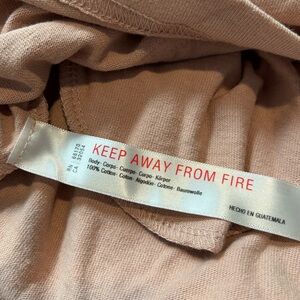 KEEP AWAY FROM FIRE
Body- Corps- Cuerpo- Corpo- Körper
100% Cotton- Coton- Algodón- Cotone- Baumwolle
HECHO EN GUATEMALA